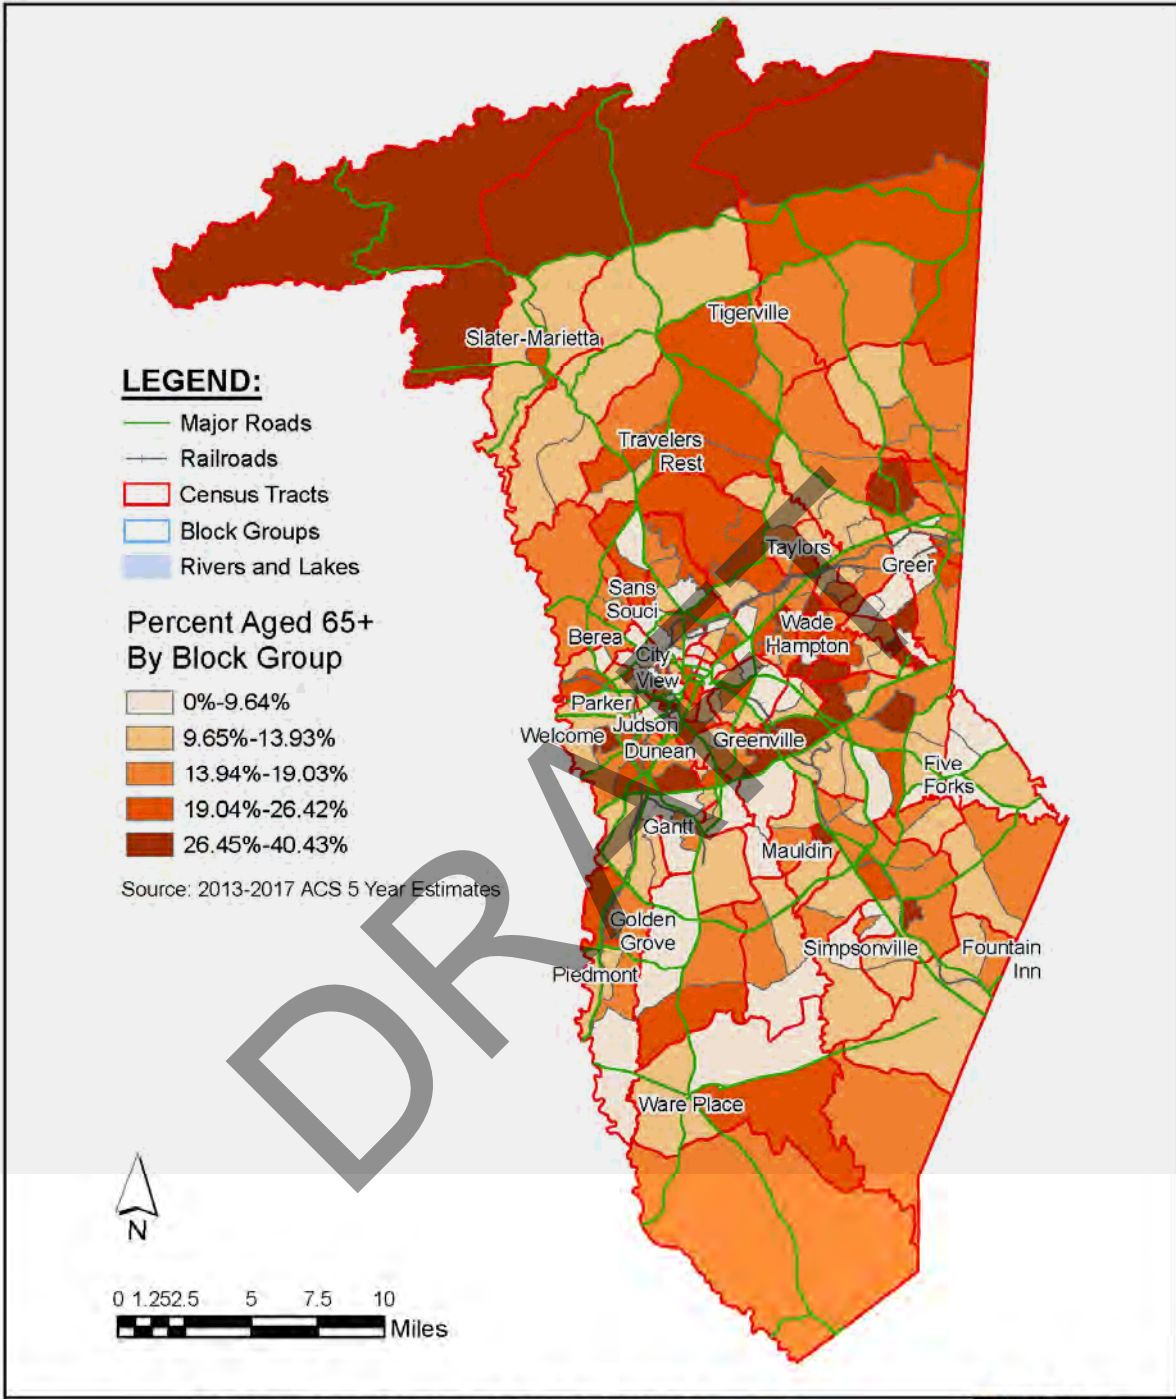 Tigerville
Slater-Marietta
LEGEND:
Major Roads
Railroads
Census Tracts
Block Groups
Rivers and Lakes
Travelers
Rest
Taylors
Greer
Sans
Souci
Wade
Hampton
Berea
City
View
Parker
Judson
Welcome
Dunean
Greenville
Five
Forks
Percent Aged 65+
By Block Group
0%-9.64%
9.65%-13.93%
13.94%-19.03%
19.04%-26.42%
26.45%-40.43%
Source: 2013-2017 ACS 5 Year Estimates
Gantt
Mauldin
Golden
Grove
Simpsonville
Fountain
Inn
Piedmont
Ware Place
DRAFT
N
0 1.252.5 5 7.5 10
Miles